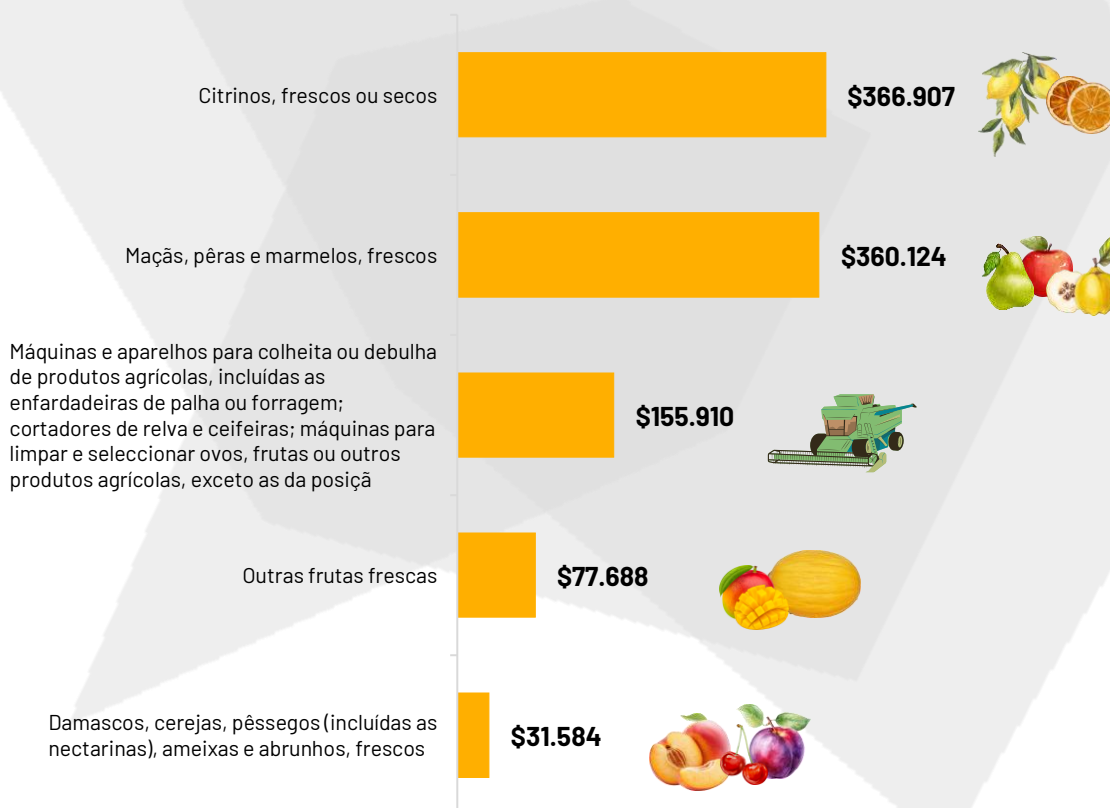 Citrinos, frescos ou secos
$366.907
Maçãs, pêras e marmelos, frescos
$360.124
Máquinas e aparelhos para colheita ou debulha
de produtos agrícolas, incluídas as
enfardadeiras de palha ou forragem;
cortadores de relva e ceifeiras; máquinas para
limpar e seleccionar ovos, frutas ou outros
produtos agrícolas, exceto as da posiçã
$155.910
Outras frutas frescas
$77.688
Damascos, cerejas, pêssegos (incluídas as
nectarinas), ameixas e abrunhos, frescos
$31.584